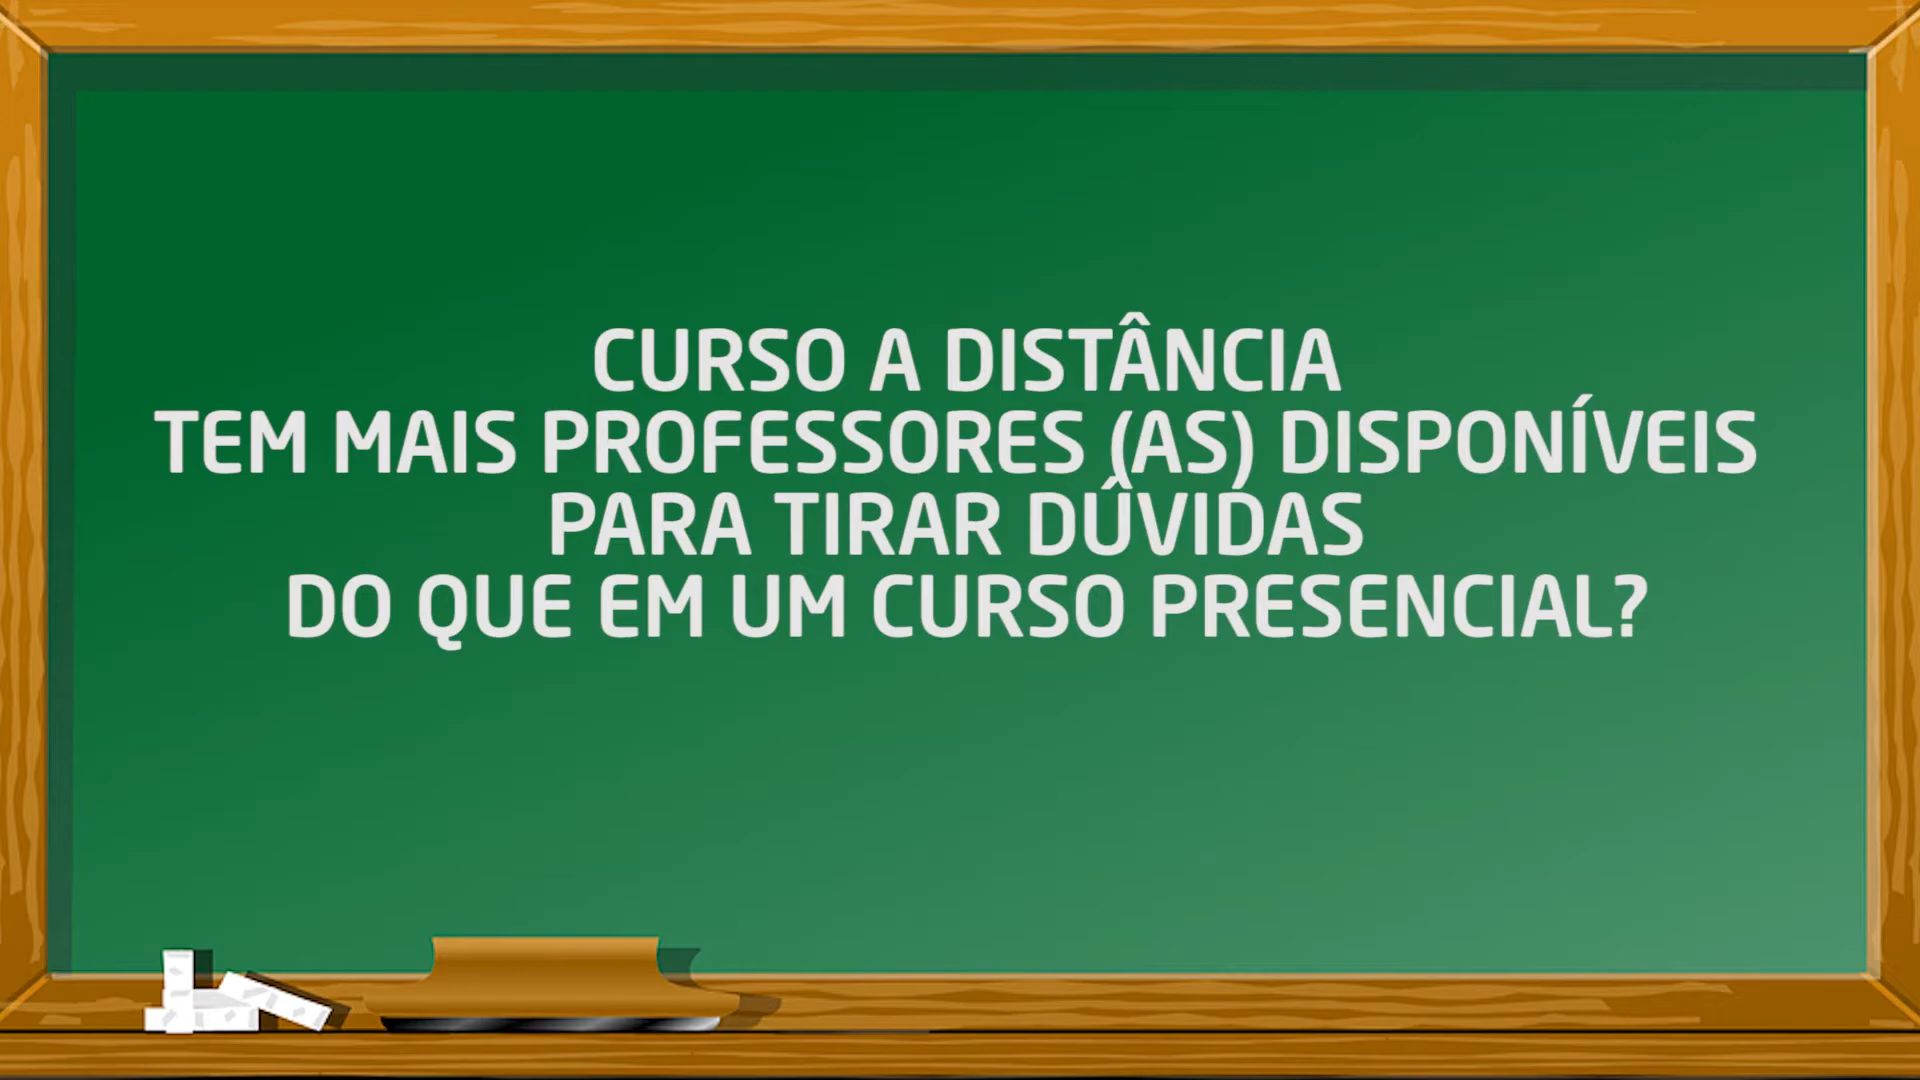 CURSO A DISTÂNCIA
TEM MAIS PROFESSORES (AS) DISPONÍVEIS
PARA TIRAR DÚVIDAS
DO QUE EM UM CURSO PRESENCIAL?